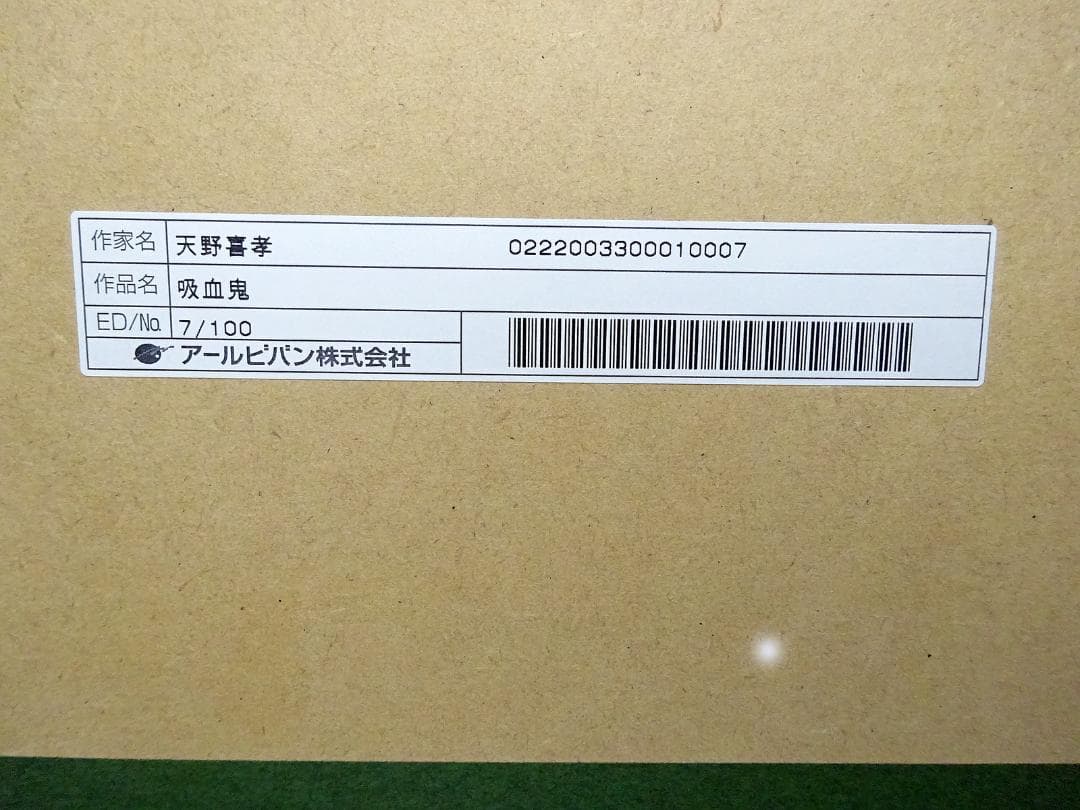 作家名 天野喜孝 0222003300010007
作品名 吸血鬼
ED/No. 7/100
アールビバン株式会社